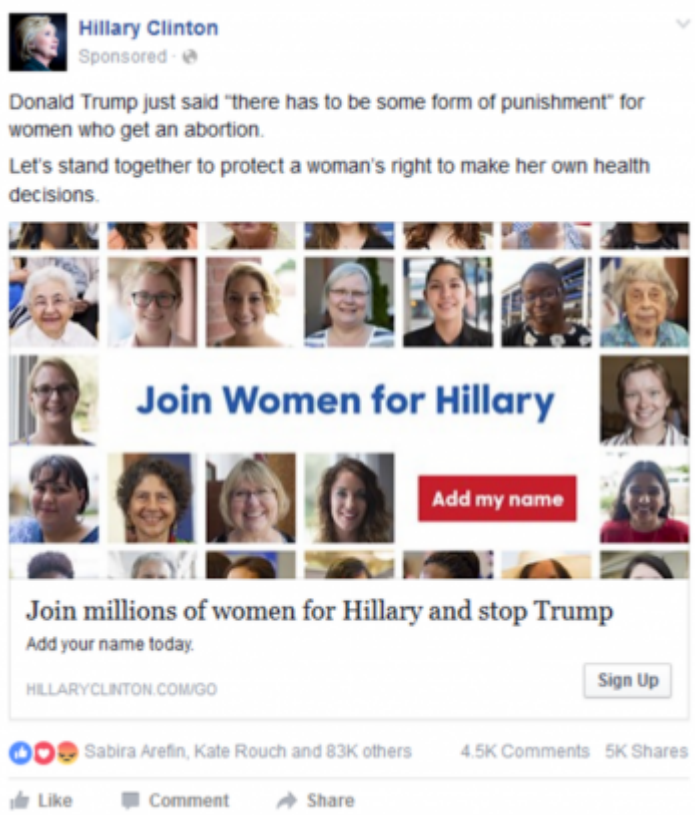 Hillary Clinton
Sponsored ·
Donald Trump just said "there has to be some form of punishment" for
women who get an abortion.
Let's stand together to protect a woman's right to make her own health
decisions.
Join Women for Hillary
Add my name
Join millions of women for Hillary and stop Trump
Add your name today.
HILLARYCLINTON.COM/GO
Sign Up
Sabira Arefin, Kate Rouch and 83K others 4.5K Comments 5K Shares
Like Comment Share